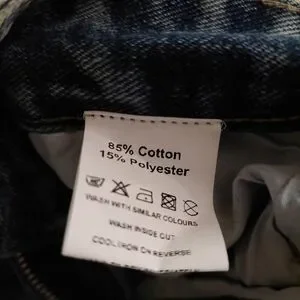 85% Cotton
15% Polyester
WASH WITH SIMILAR COLOURS
WASH INSIDE OUT
COOL IRON ON REVERSE